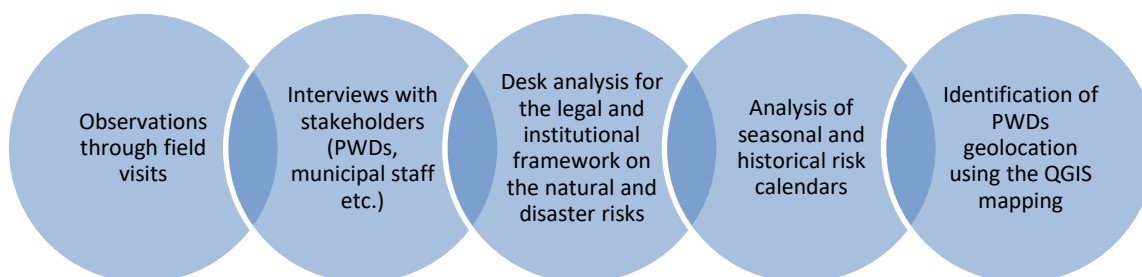 Observations
through field
visits
Interviews with
stakeholders
(PWDs,
municipal staff
etc.)
Desk analysis for
the legal and
institutional
framework on
the natural and
disaster risks
Analysis of
seasonal and
historical risk
calendars
Identification of
PWDs
geolocation
using the QGIS
mapping